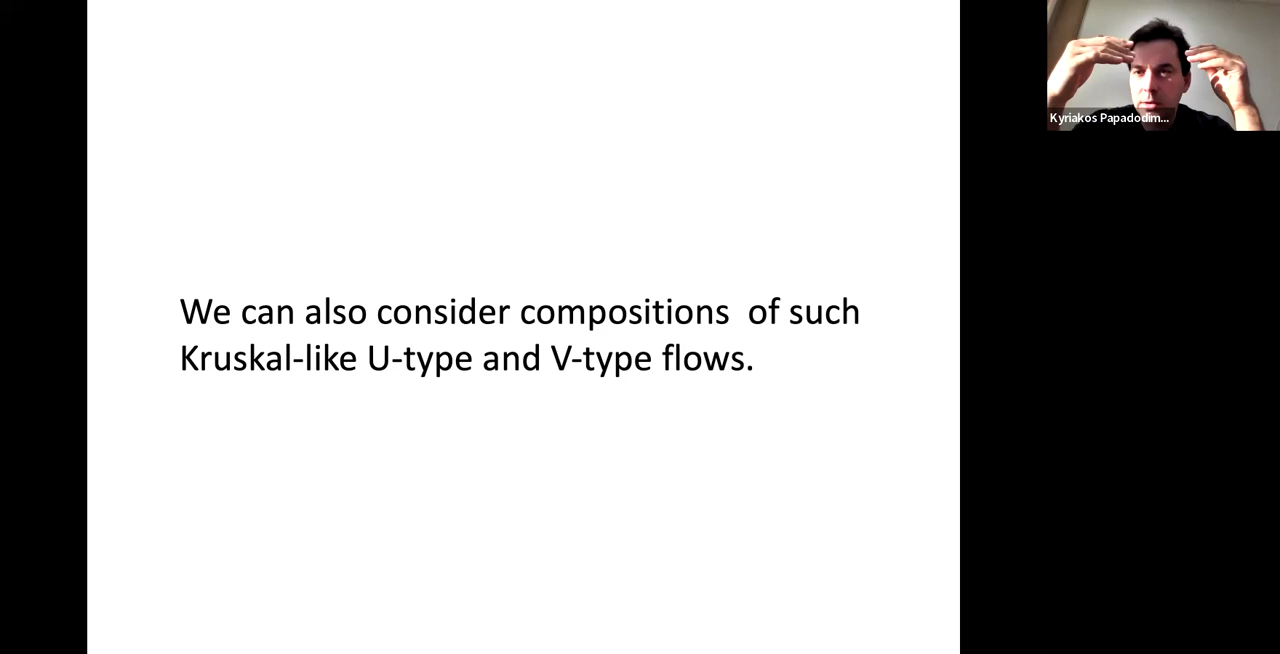 We can also consider compositions  of such
Kruskal-like U-type and V-type flows.
Kyriakos Papadodim...